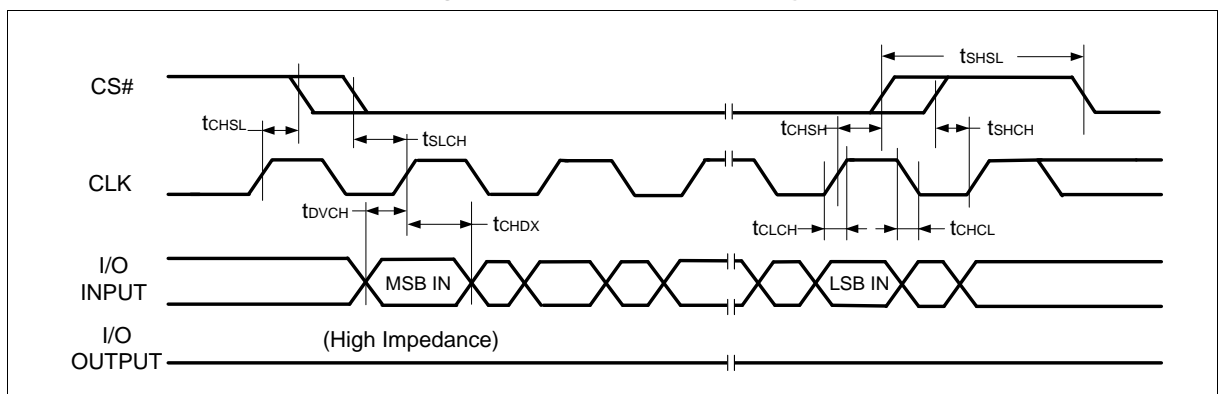 tSHSL
CS#
tCHSL
tSLCH
tCHSH
tSHCH
CLK
tDVCH
tCHDX
tCLCH
tCHCL
I/O
INPUT
MSB IN
LSB IN
I/O
OUTPUT
(High Impedance)